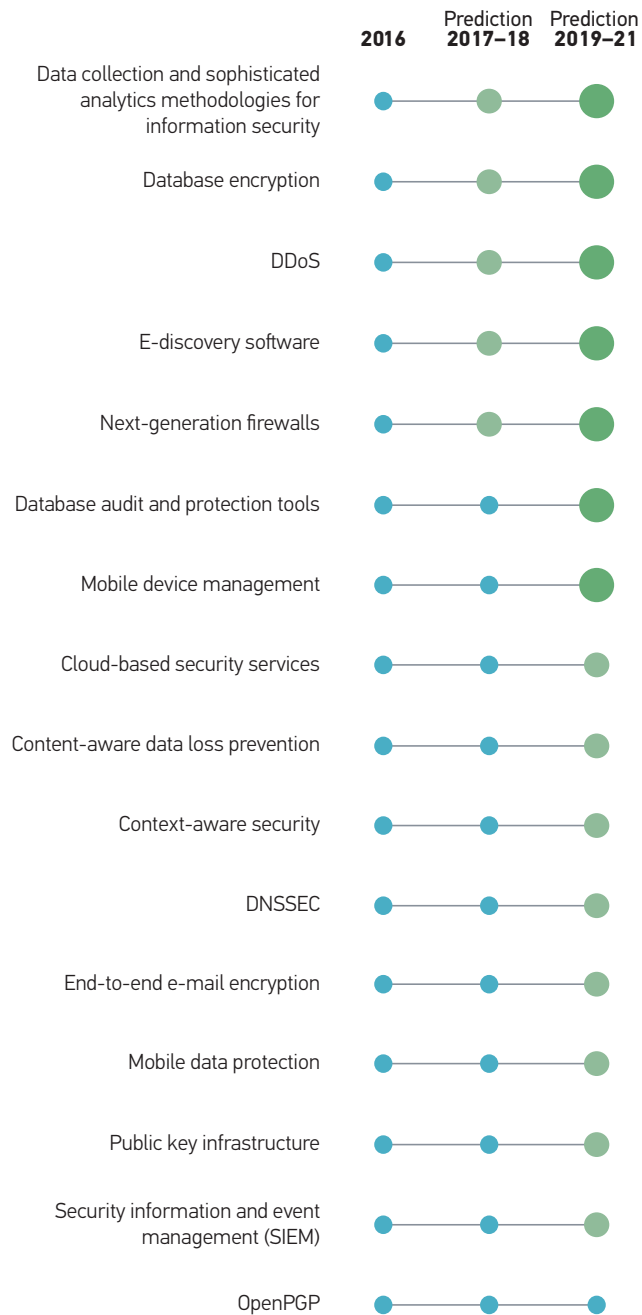 Prediction Prediction
2016 2017–18 2019–21
Data collection and sophisticated
analytics methodologies for
information security
Database encryption
DDoS
E-discovery software
Next-generation firewalls
Database audit and protection tools
Mobile device management
Cloud-based security services
Content-aware data loss prevention
Context-aware security
DNSSEC
End-to-end e-mail encryption
Mobile data protection
Public key infrastructure
Security information and event
management (SIEM)
OpenPGP